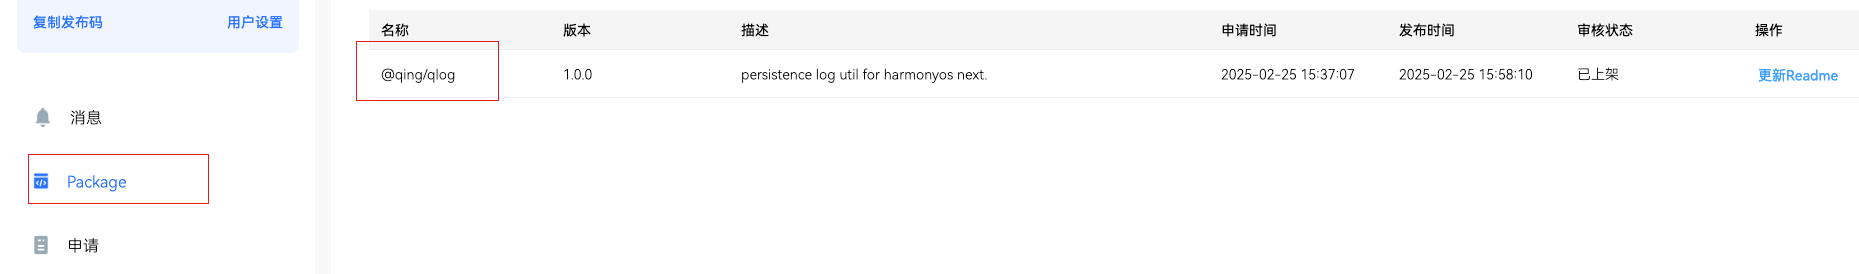 复制发布码 用户设置
消息
Package
申请
名称 版本 描述 申请时间 发布时间 审核状态 操作
@qing/qlog 1.0.0 persistence log util for harmonyos next. 2025-02-25 15:37:07 2025-02-25 15:58:10 已上架 更新Readme